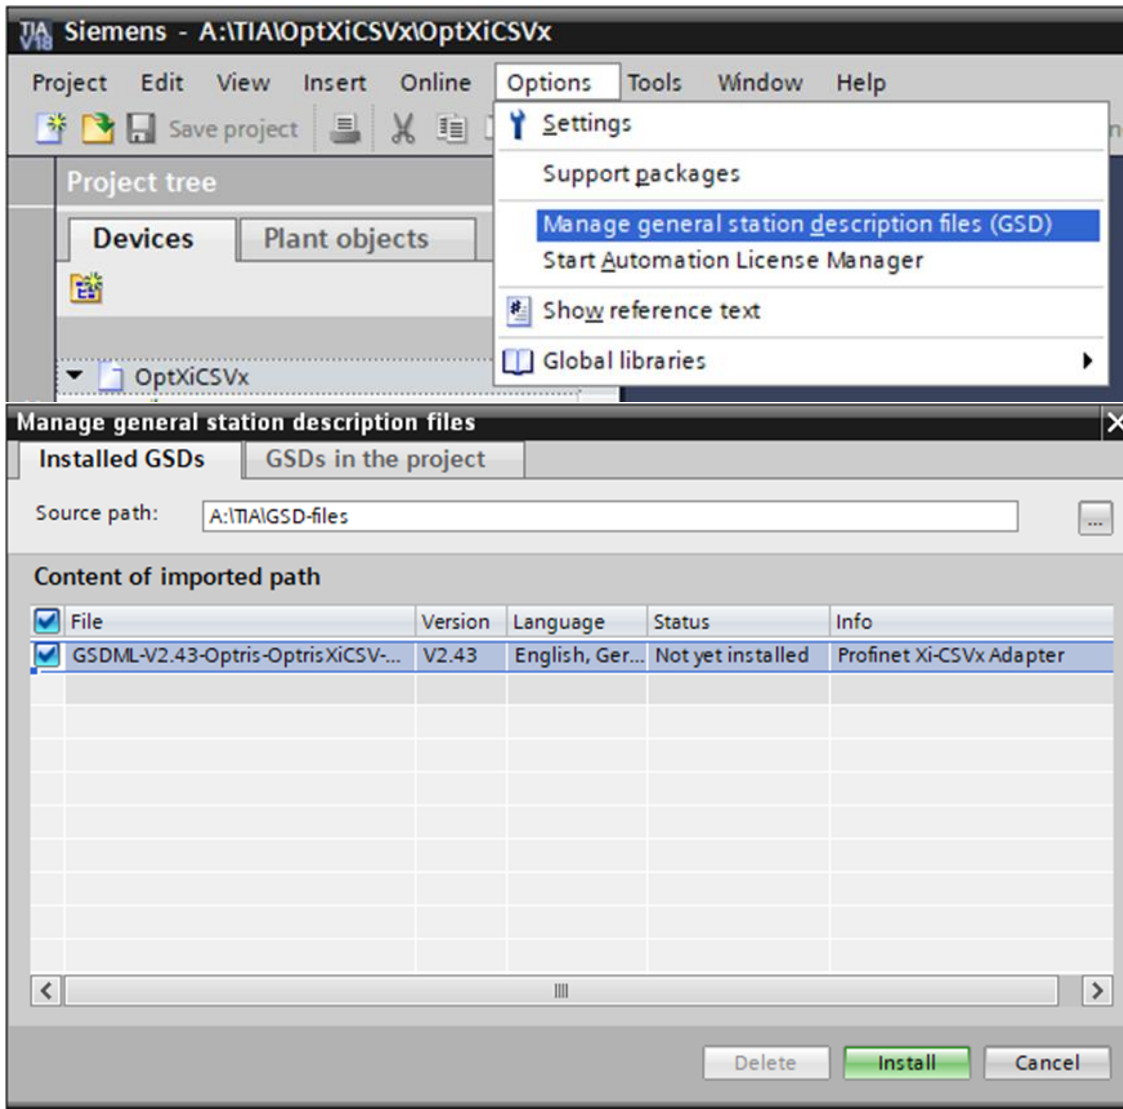 TIA V18 Siemens - A:\TIA\OptXiCSVx\OptXiCSVx
Project Edit View Insert Online Options Tools Window Help
Save project
Settings
Project tree
Support packages
Devices Plant objects
Manage general station description files (GSD)
Start Automation License Manager
Show reference text
Global libraries
OptXiCSVx
Manage general station description files
Installed GSDs GSDs in the project
Source path: A:\TIA\GSD-files ...
Content of imported path
File Version Language Status Info
GSDML-V2.43-Optris-OptrisXiCSV-... V2.43 English, Ger... Not yet installed Profinet Xi-CSVx Adapter
Delete Install Cancel